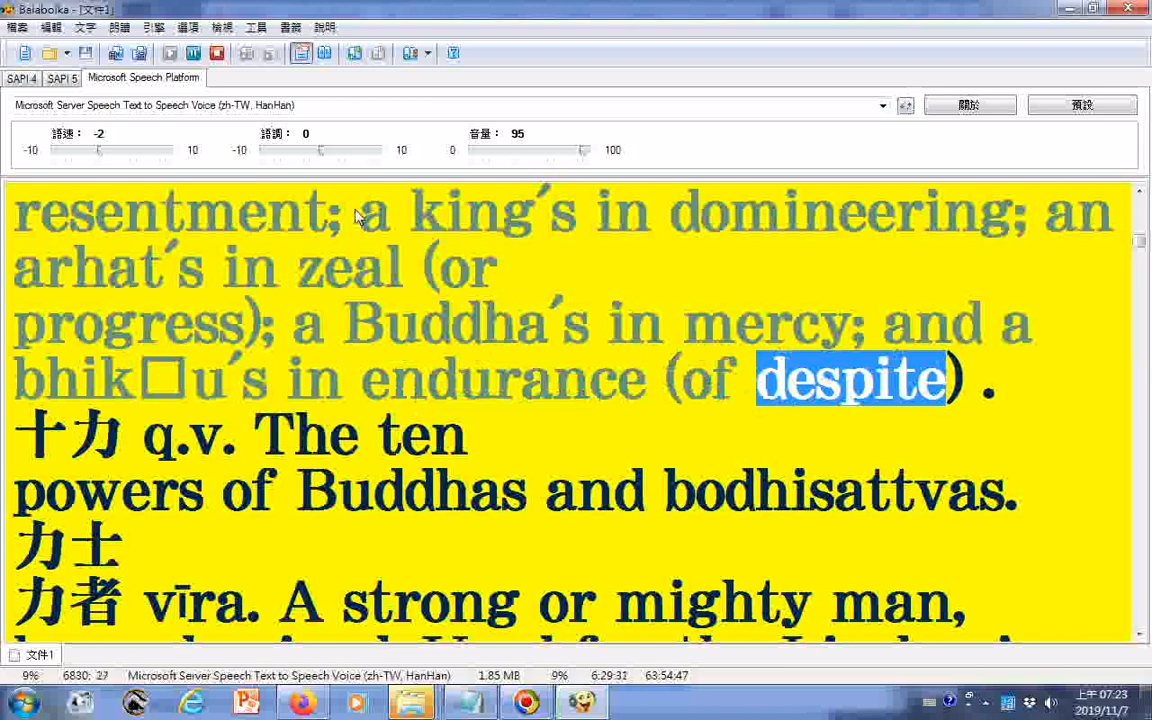 Balabolka - [文件1]
檔案 編輯 文字 朗讀 引擎 選項 檢視 工具 書籤 說明
SAPI 4 SAPI 5 Microsoft Speech Platform
Microsoft Server Speech Text to Speech Voice (zh-TW, HanHan) 關於 預設
語速： -2 語調： 0 音量： 95
-10 10 -10 10 0 100
resentment; a king´s in domineering; an
arhat´s in zeal (or
progress); a Buddha´s in mercy; and a
bhik□u´s in endurance (of despite) .
十力 q.v. The ten
powers of Buddhas and bodhisattvas.
力士
力者 vīra. A strong or mighty man,
文件1
9% 6830; 27 Microsoft Server Speech Text to Speech Voice (zh-TW, HanHan) 1.85 MB 9% 6:29:31 63:54:47
上午 07:23
2019/11/7